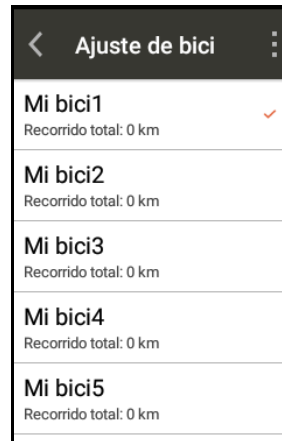 Ajuste de bici
Mi bici1
Recorrido total: 0 km
Mi bici2
Recorrido total: 0 km
Mi bici3
Recorrido total: 0 km
Mi bici4
Recorrido total: 0 km
Mi bici5
Recorrido total: 0 km